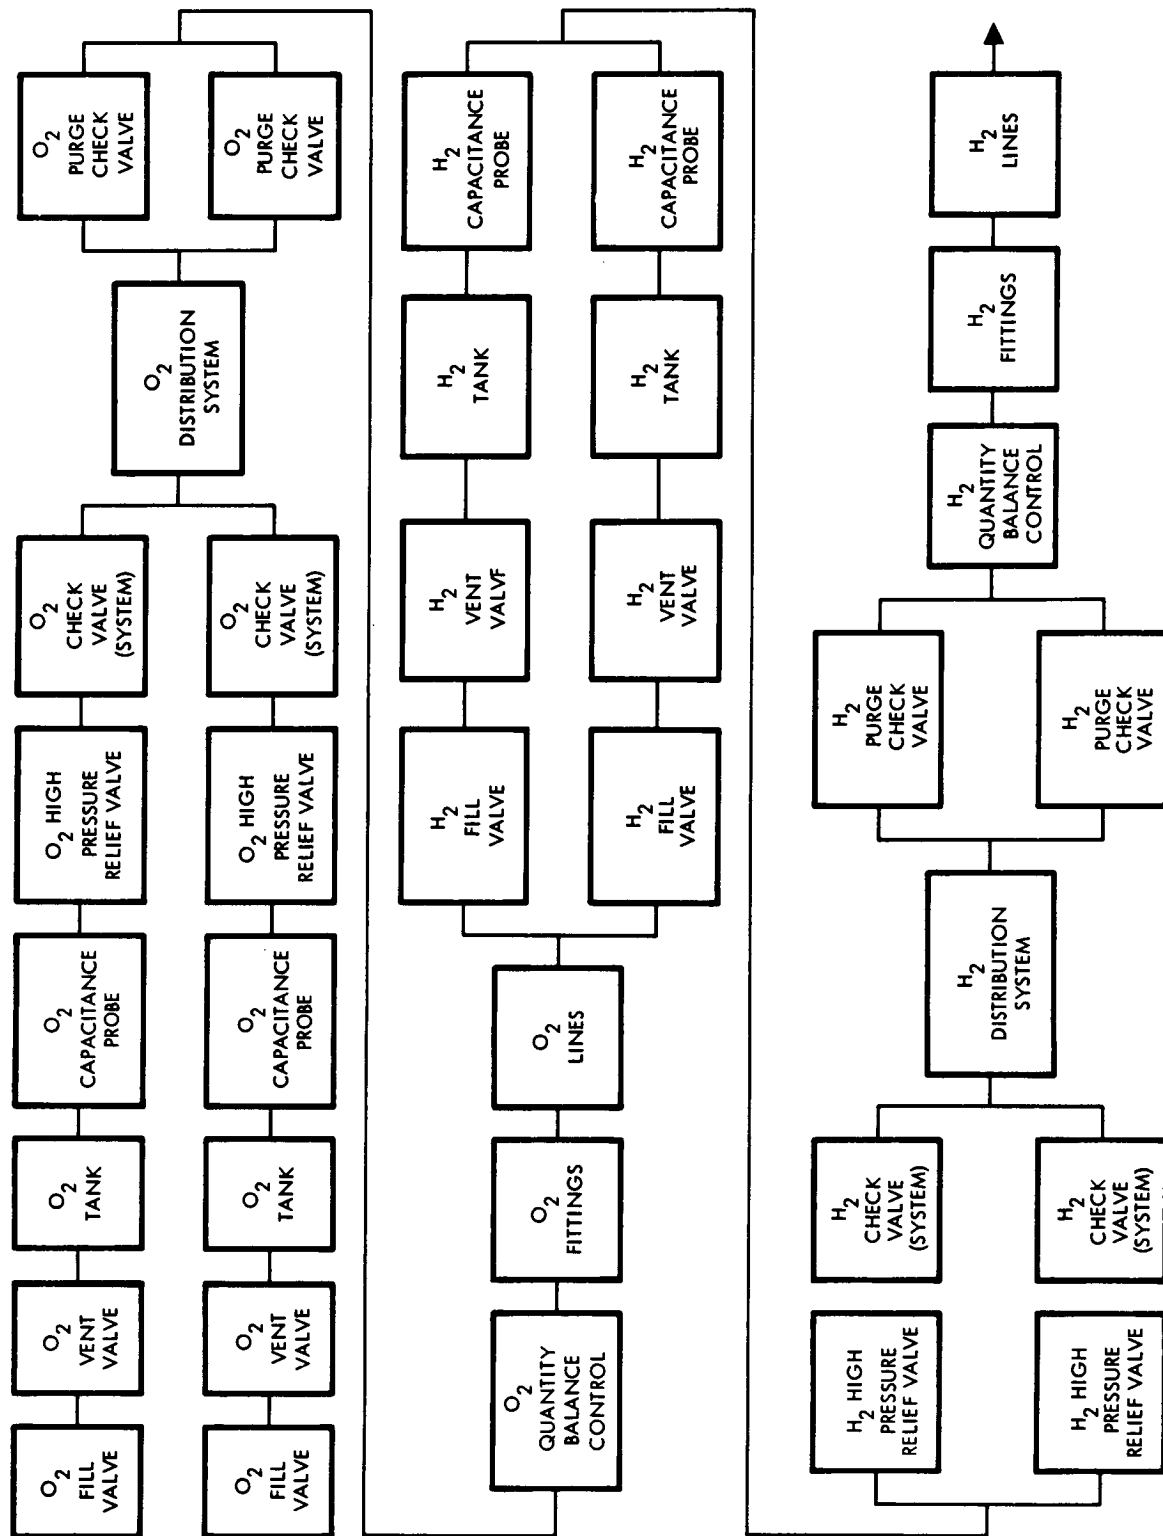 O2
FILL
VALVE
O2
VENT
VALVE
O2
TANK
O2
CAPACITANCE
PROBE
O2 HIGH
PRESSURE
RELIEF VALVE
O2
CHECK
VALVE
(SYSTEM)
O2
FILL
VALVE
O2
VENT
VALVE
O2
TANK
O2
CAPACITANCE
PROBE
O2 HIGH
PRESSURE
RELIEF VALVE
O2
CHECK
VALVE
(SYSTEM)
O2
DISTRIBUTION
SYSTEM
O2
PURGE
CHECK
VALVE
O2
PURGE
CHECK
VALVE
O2
QUANTITY
BALANCE
CONTROL
O2
FITTINGS
O2
LINES
H2
FILL
VALVE
H2
VENT
VALVF
H2
TANK
H2
CAPACITANCE
PROBE
H2
FILL
VALVE
H2
VENT
VALVE
H2
TANK
H2
CAPACITANCE
PROBE
H2 HIGH
PRESSURE
RELIEF VALVE
H2
CHECK
VALVE
(SYSTEM)
H2 HIGH
PRESSURE
RELIEF VALVE
H2
CHECK
VALVE
(SYSTEM)
H2
DISTRIBUTION
SYSTEM
H2
PURGE
CHECK
VALVE
H2
PURGE
CHECK
VALVE
H2
QUANTITY
BALANCE
CONTROL
H2
FITTINGS
H2
LINES